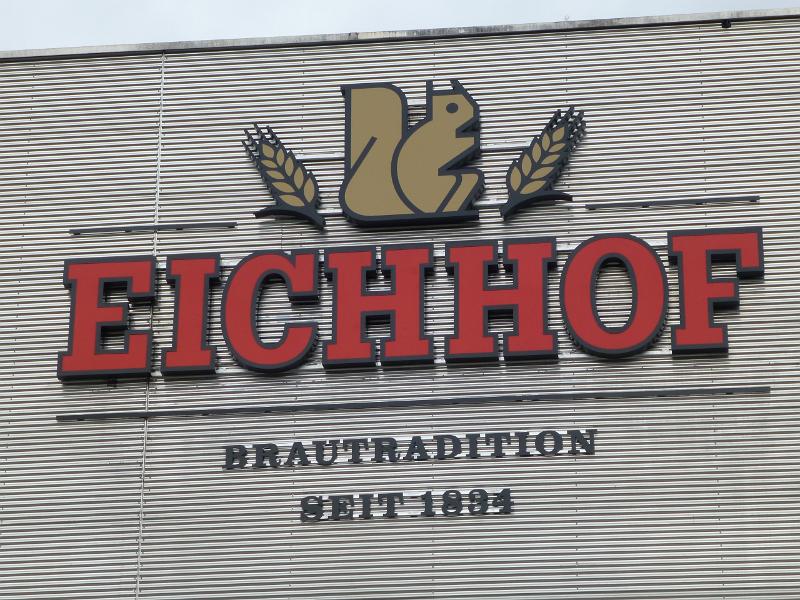 EICHHOF
BRAUTRADITION
SEIT 1834